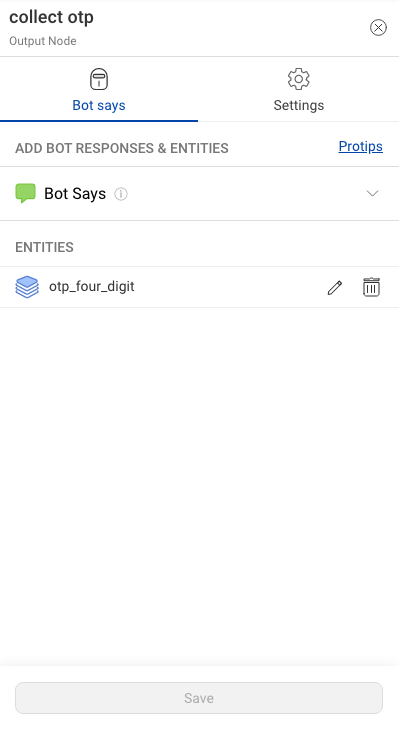 collect otp
Output Node
Bot says
Settings
ADD BOT RESPONSES & ENTITIES
Protips
Bot Says
ENTITIES
otp_four_digit
Save